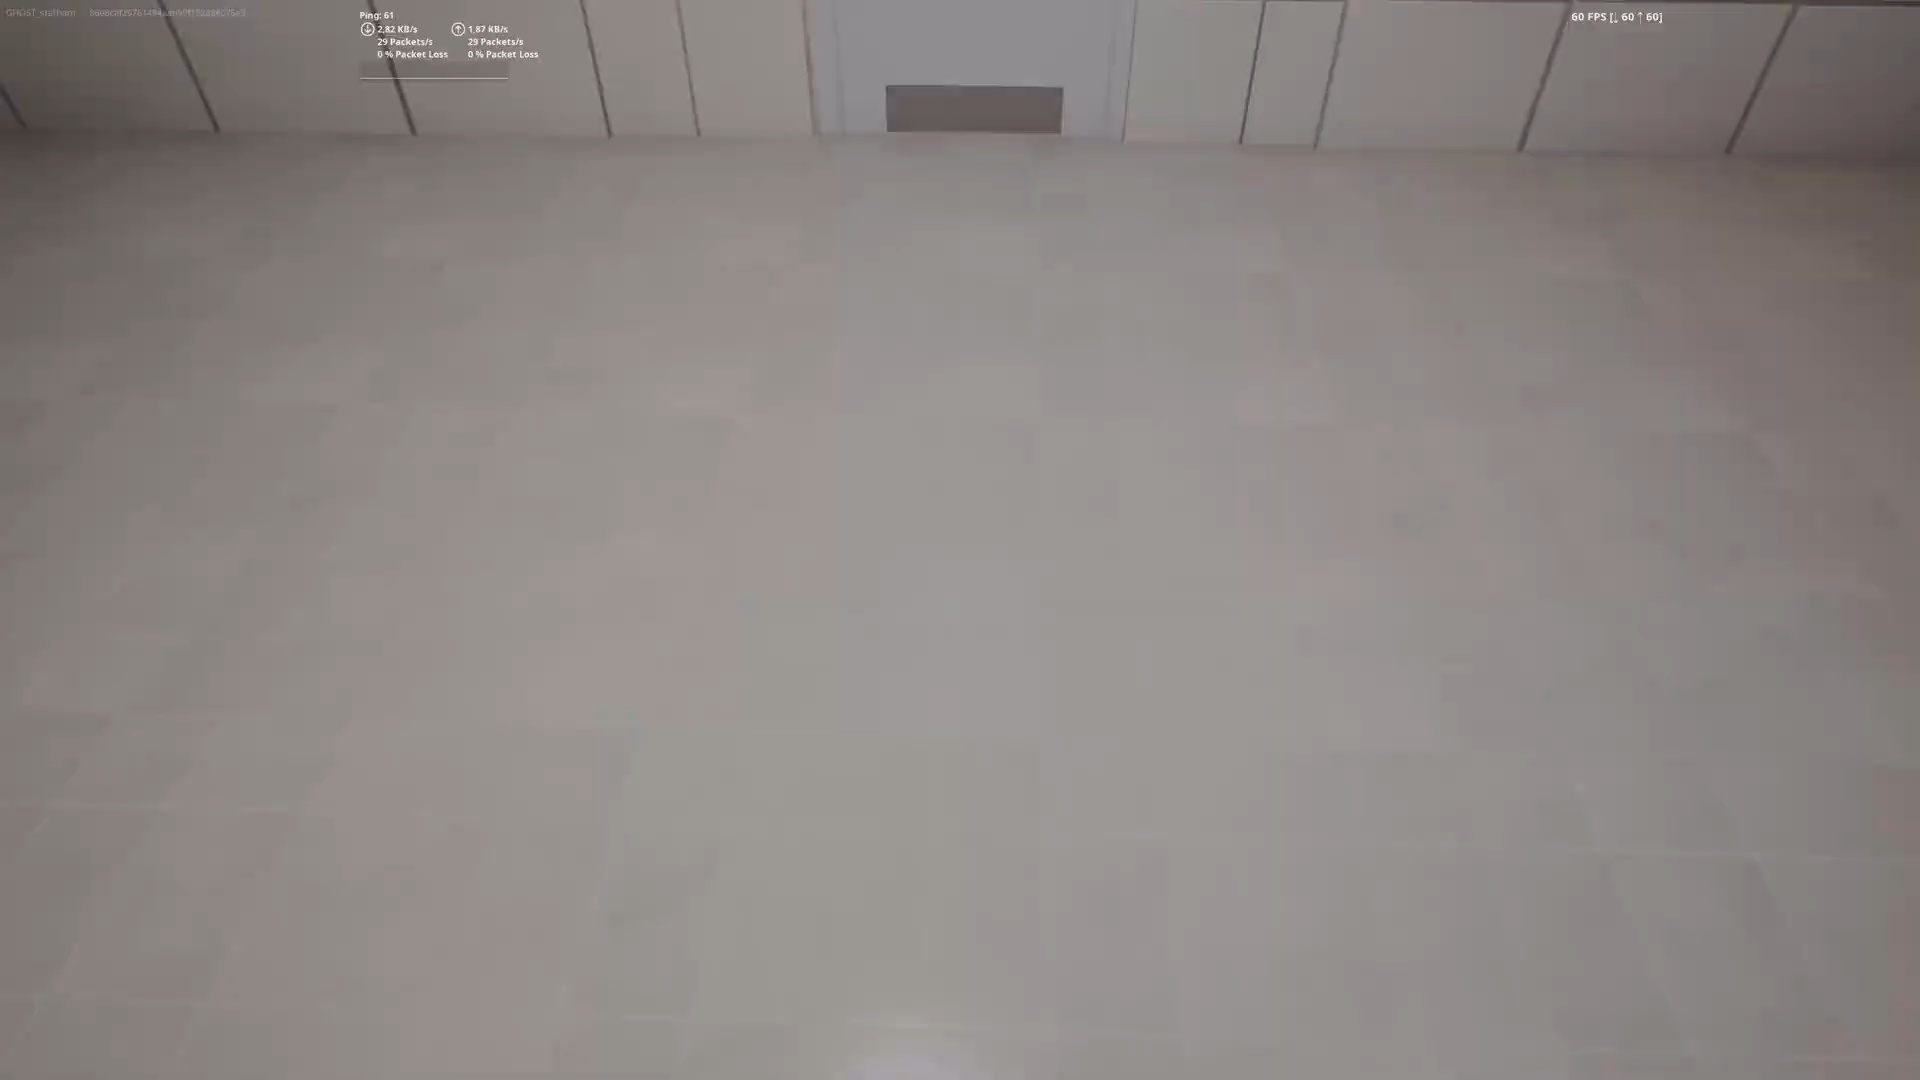 Ping: 61
2,82 KB/s 1,87 KB/s
29 Packets/s 29 Packets/s
0 % Packet Loss 0 % Packet Loss
60 FPS [↓ 60 ↑ 60]